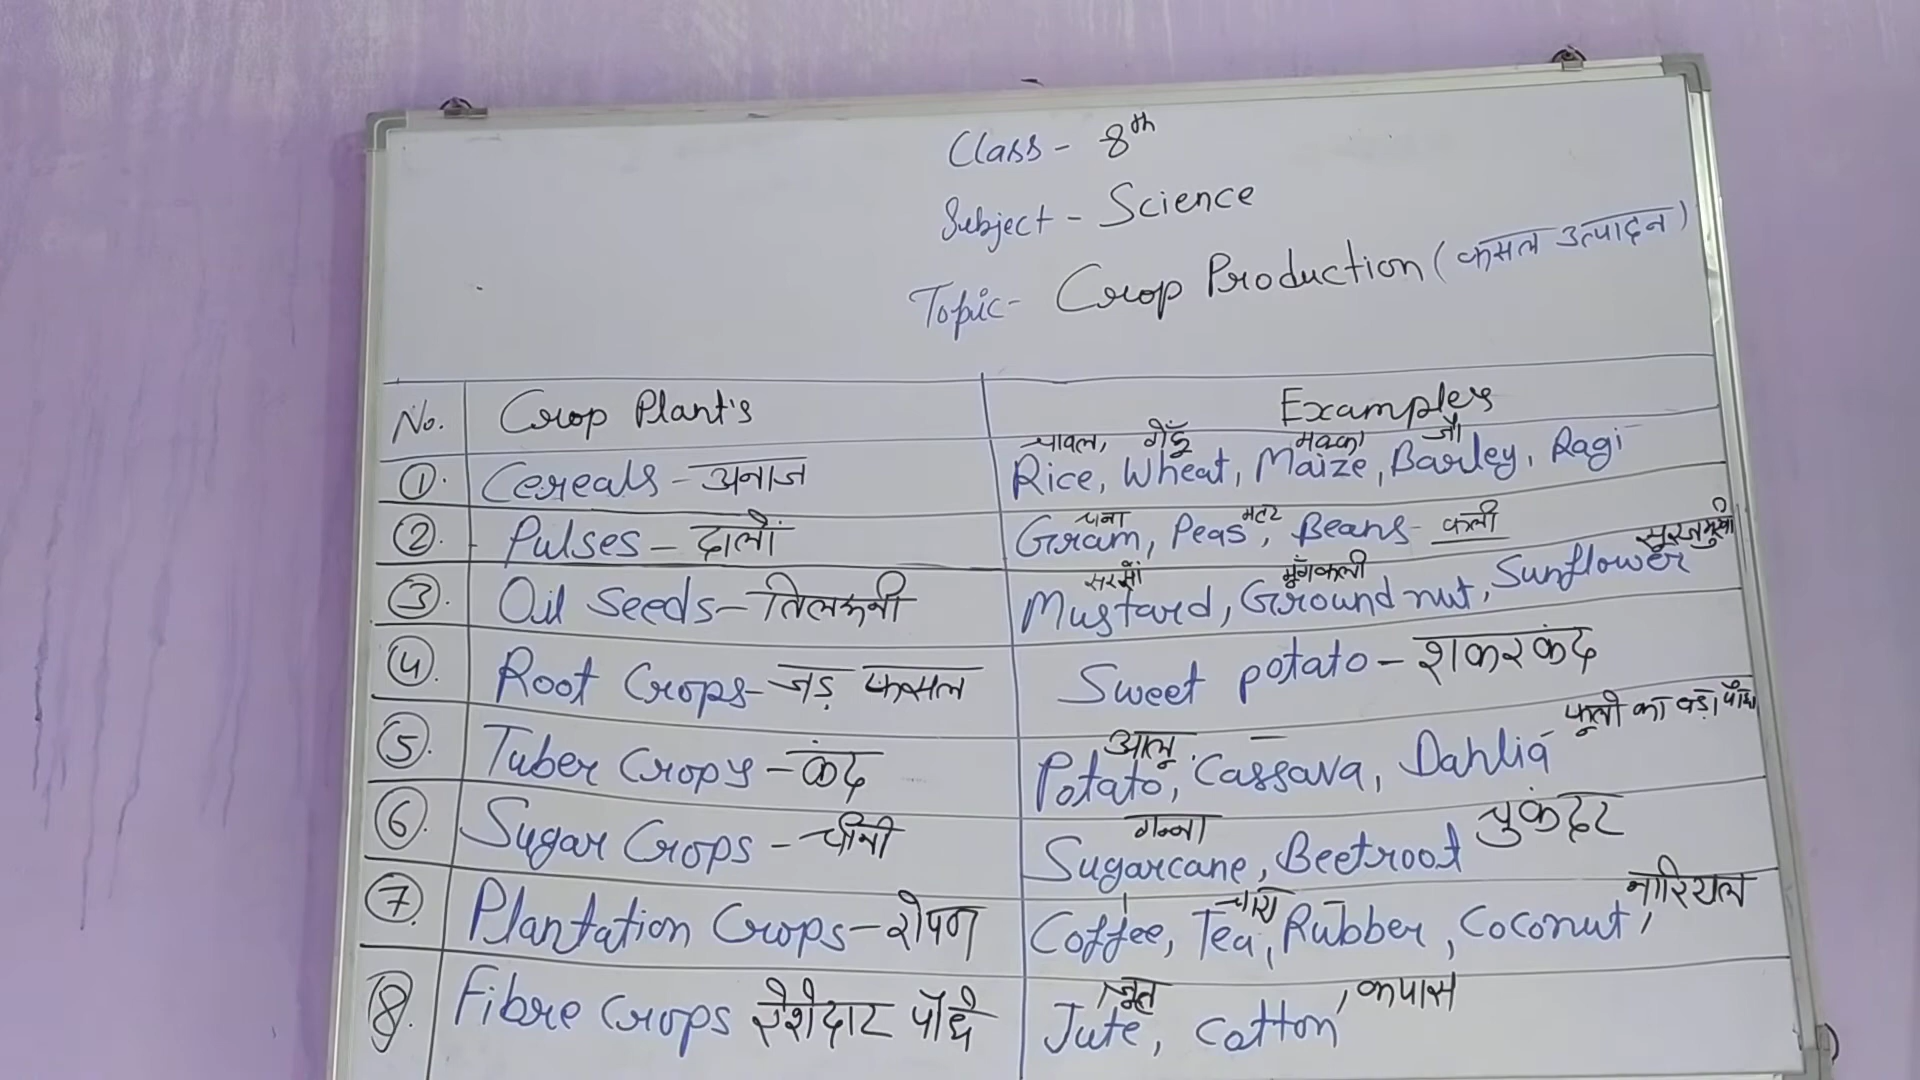 Class - 8th
Subject - Science
Topic - Crop Production (फसल उत्पादन)
No. Crop Plant's Examples
चावल, गेहूँ मक्का जौ
① Cereals - अनाज Rice, Wheat, Maize, Barley, Ragi
चना मटर
② Pulses - दालों Gram, Peas, Beans - फली
सरसों मूंगफली सूरजमुखी
③ Oil Seeds - तिलहनी Mustard, Ground nut, Sunflower
④ Root Crops - जड़ फसल Sweet potato - शकरकंद
आलू फूलों का बड़ा पौधा
⑤ Tuber Crops - कंद Potato, Cassava, Dahlia
गन्ना चुकंदर
⑥ Sugar Crops - चीनी Sugarcane, Beetroot
चाय नारियल
⑦ Plantation Crops - रोपण Coffee, Tea, Rubber, Coconut,
जूत , कपास
⑧ Fibre Crops रेशेदार पौधे Jute, Cotton